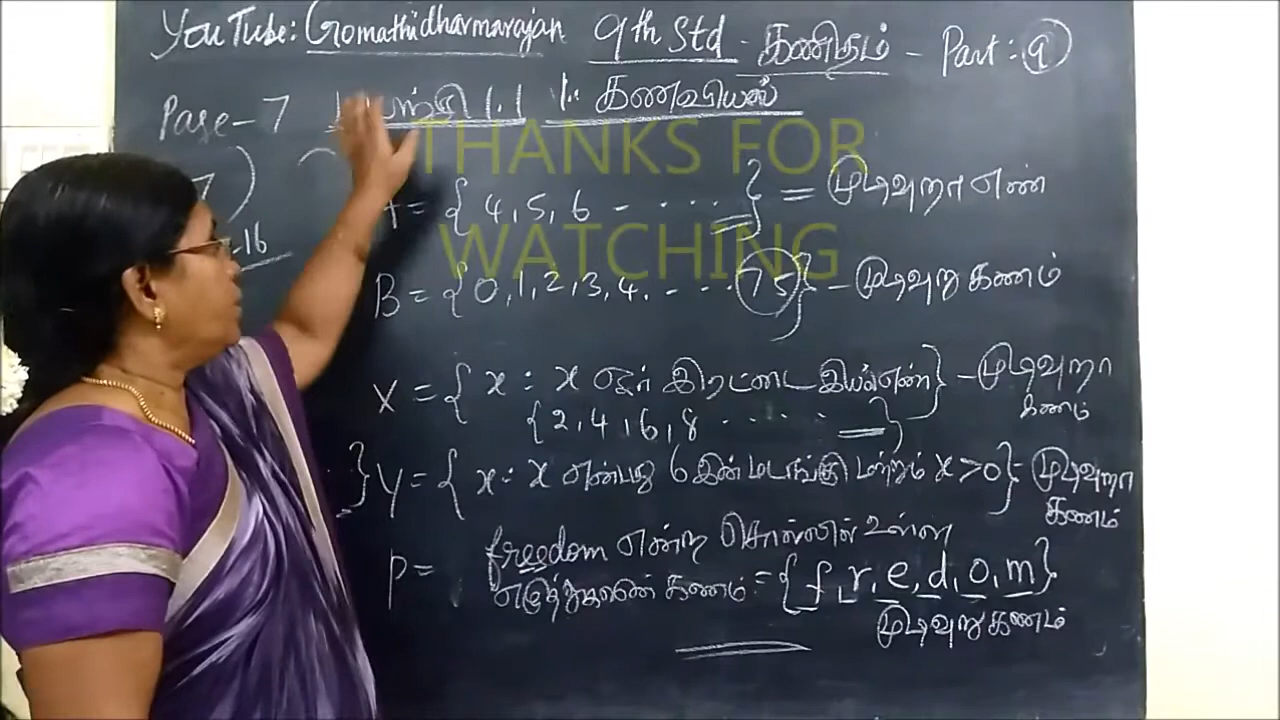 YouTube: Gomathidharmarajan 9th Std - கணிதம் - Part: 9
Page - 7 1.1 1. கணவியல்
THANKS FOR
= { 4, 5, 6 - ..... } = முடிவுறா எண்
-16
WATCHING
B = { 0, 1, 2, 3, 4. - ... 75 } - முடிவுறு கணம்
X = { x : x ஓர் இரட்டை இயல் எண் } - முடிவுறா
{ 2, 4, 6, 8 ..... } கணம்
Y = { x : x என்பது 6 இன் மடங்கு மற்றும் x > 0 } - முடிவுறா
கணம்
P = freedom என்ற சொல்லில் உள்ள
எழுத்துகளின் கணம் = { f, r, e, d, o, m }
முடிவுறு கணம்